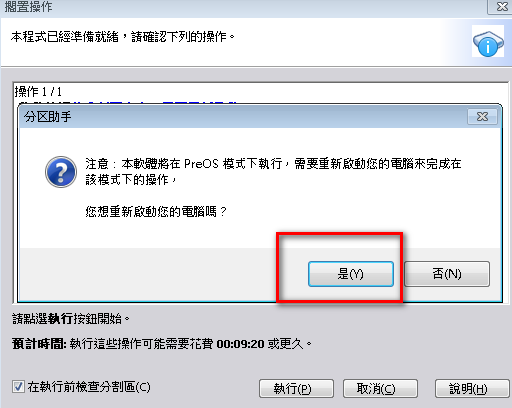 擱置操作
本程式已經準備就緒，請確認下列的操作。
操作 1 / 1
分区助手
注意：本軟體將在 PreOS 模式下執行，需要重新啟動您的電腦來完成在
該模式下的操作，
您想重新啟動您的電腦嗎？
是(Y)
否(N)
請點選執行按鈕開始。
預計時間: 執行這些操作可能需要花費 00:09:20 或更久。
在執行前檢查分割區(C)
執行(P)
取消(C)
說明(H)